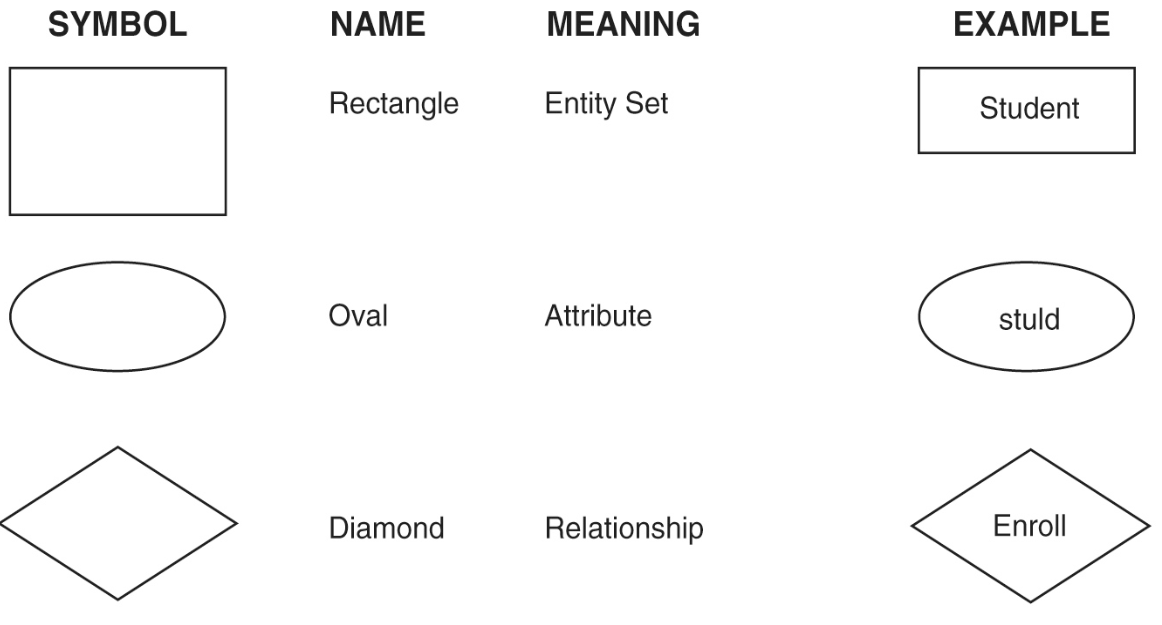 SYMBOL NAME MEANING EXAMPLE
Rectangle Entity Set Student
Oval Attribute stuId
Diamond Relationship Enroll